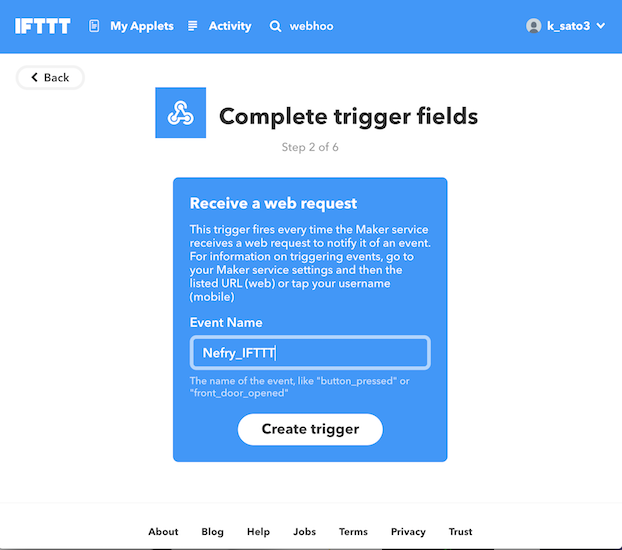 IFTTT My Applets Activity webhoo k_sato3
Back
Complete trigger fields
Step 2 of 6
Receive a web request
This trigger fires every time the Maker service
receives a web request to notify it of an event.
For information on triggering events, go to
your Maker service settings and then the
listed URL (web) or tap your username
(mobile)
Event Name
Nefry_IFTTT
The name of the event, like "button_pressed" or
"front_door_opened"
Create trigger
About Blog Help Jobs Terms Privacy Trust